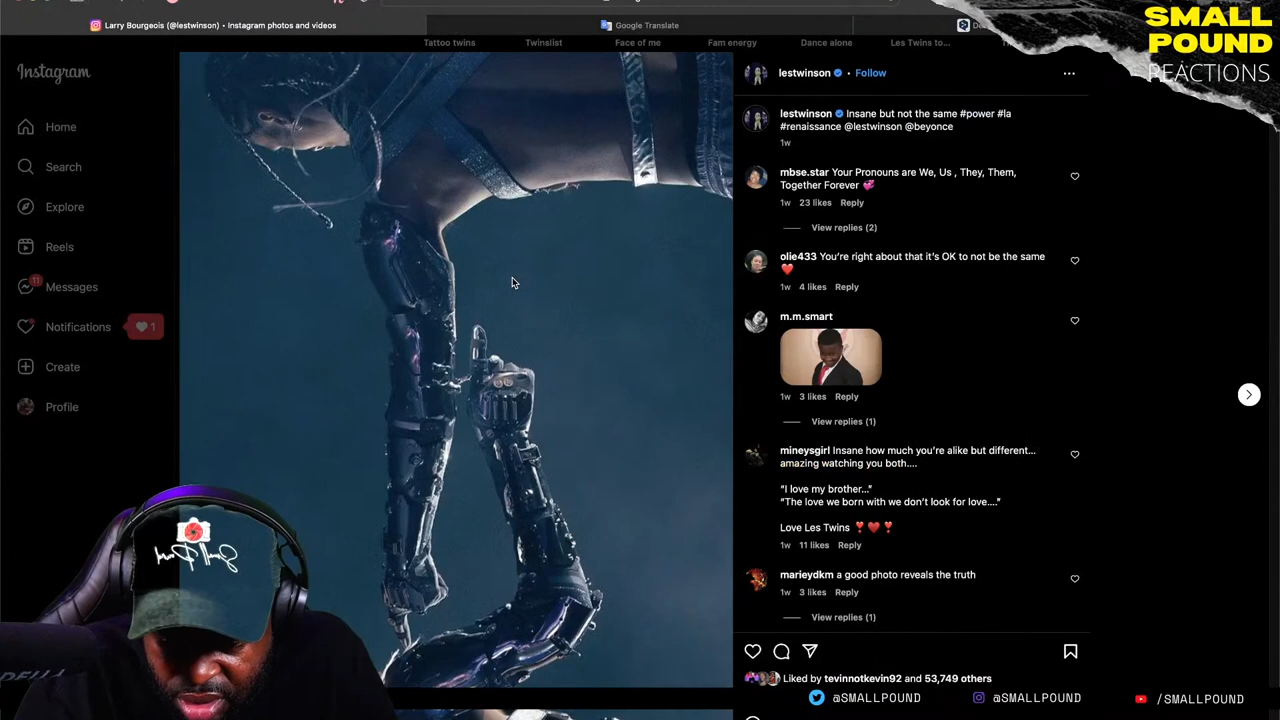 Larry Bourgeois (@lestwinson) • Instagram photos and videos
Google Translate
SMALL
POUND
REACTIONS
Tattoo twins
Twinslist
Face of me
Fam energy
Dance alone
Les Twins to...
Instagram
Home
Search
Explore
Reels
11
Messages
Notifications
1
Create
Profile
lestwinson • Follow
lestwinson Insane but not the same #power #la
#renaissance @lestwinson @beyonce
1w
mbse.star Your Pronouns are We, Us , They, Them,
Together Forever 💞
1w 23 likes Reply
View replies (2)
olie433 You’re right about that it’s OK to not be the same
❤️
1w 4 likes Reply
m.m.smart
1w 3 likes Reply
View replies (1)
mineysgirl Insane how much you’re alike but different...
amazing watching you both....
“I love my brother...”
“The love we born with we don’t look for love....”
Love Les Twins ❣️❤️❣️
1w 11 likes Reply
mariedkm a good photo reveals the truth
1w 3 likes Reply
View replies (1)
Liked by tevinnotkevin92 and 53,749 others
@SMALLPOUND
@SMALLPOUND
/SMALLPOUND
Small Pound